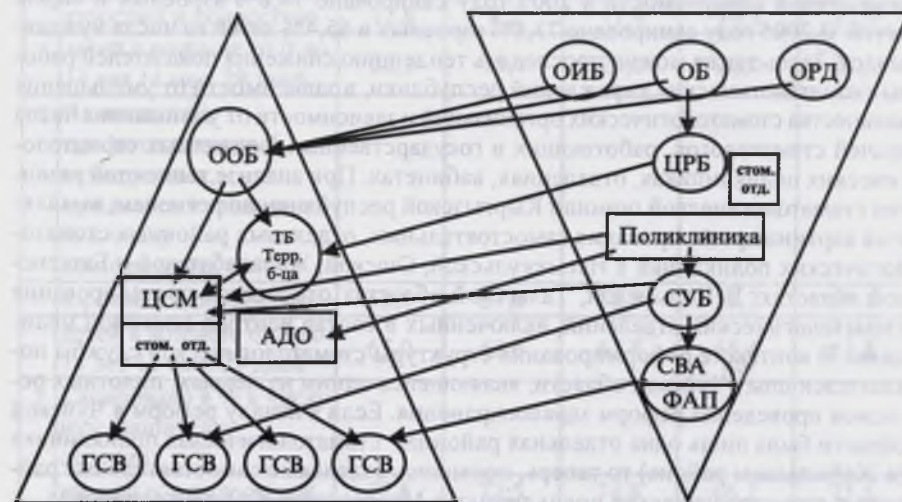 ОИБ ОБ ОРД
ООБ
ЦРБ
стом.
отд.
ТБ
Терр.
б-ца
Поликлиника
ЦСМ
стом. отд.
АДО
СУБ
СВА
ФАП
ГСВ ГСВ ГСВ ГСВ